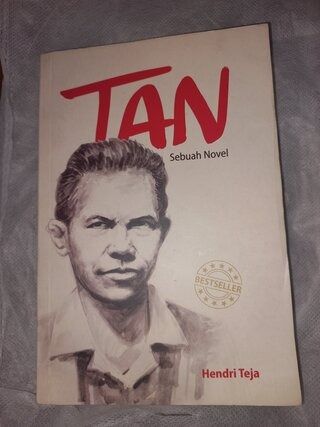 TAN
Sebuah Novel
BESTSELLER
Hendri Teja